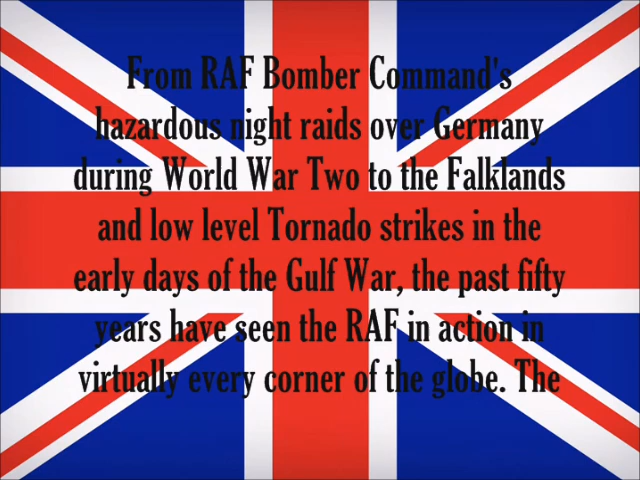 From RAF Bomber Command's
hazardous night raids over Germany
during World War Two to the Falklands
and low level Tornado strikes in the
early days of the Gulf War, the past fifty
years have seen the RAF in action in
virtually every corner of the globe. The